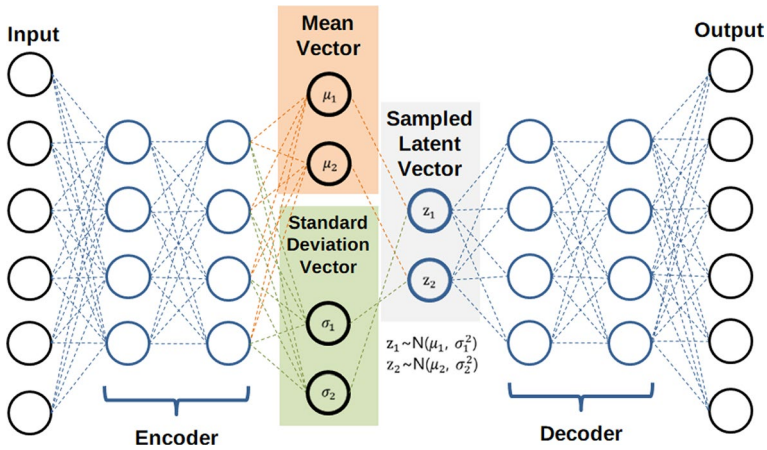 Input
Mean
Vector
μ₁
μ₂
Standard
Deviation
Vector
σ₁
σ₂
Sampled
Latent
Vector
z₁
z₂
z₁~N(μ₁, σ₁²)
z₂~N(μ₂, σ₂²)
Output
Encoder
Decoder